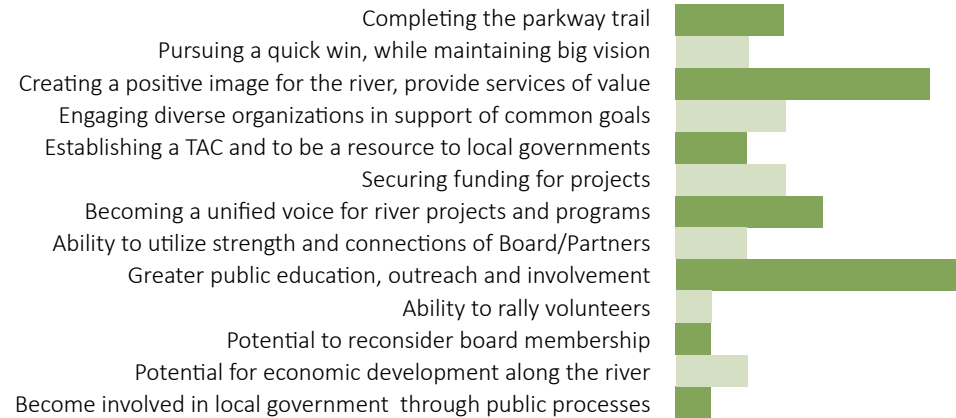 Completing the parkway trail
Pursuing a quick win, while maintaining big vision
Creating a positive image for the river, provide services of value
Engaging diverse organizations in support of common goals
Establishing a TAC and to be a resource to local governments
Securing funding for projects
Becoming a unified voice for river projects and programs
Ability to utilize strength and connections of Board/Partners
Greater public education, outreach and involvement
Ability to rally volunteers
Potential to reconsider board membership
Potential for economic development along the river
Become involved in local government  through public processes